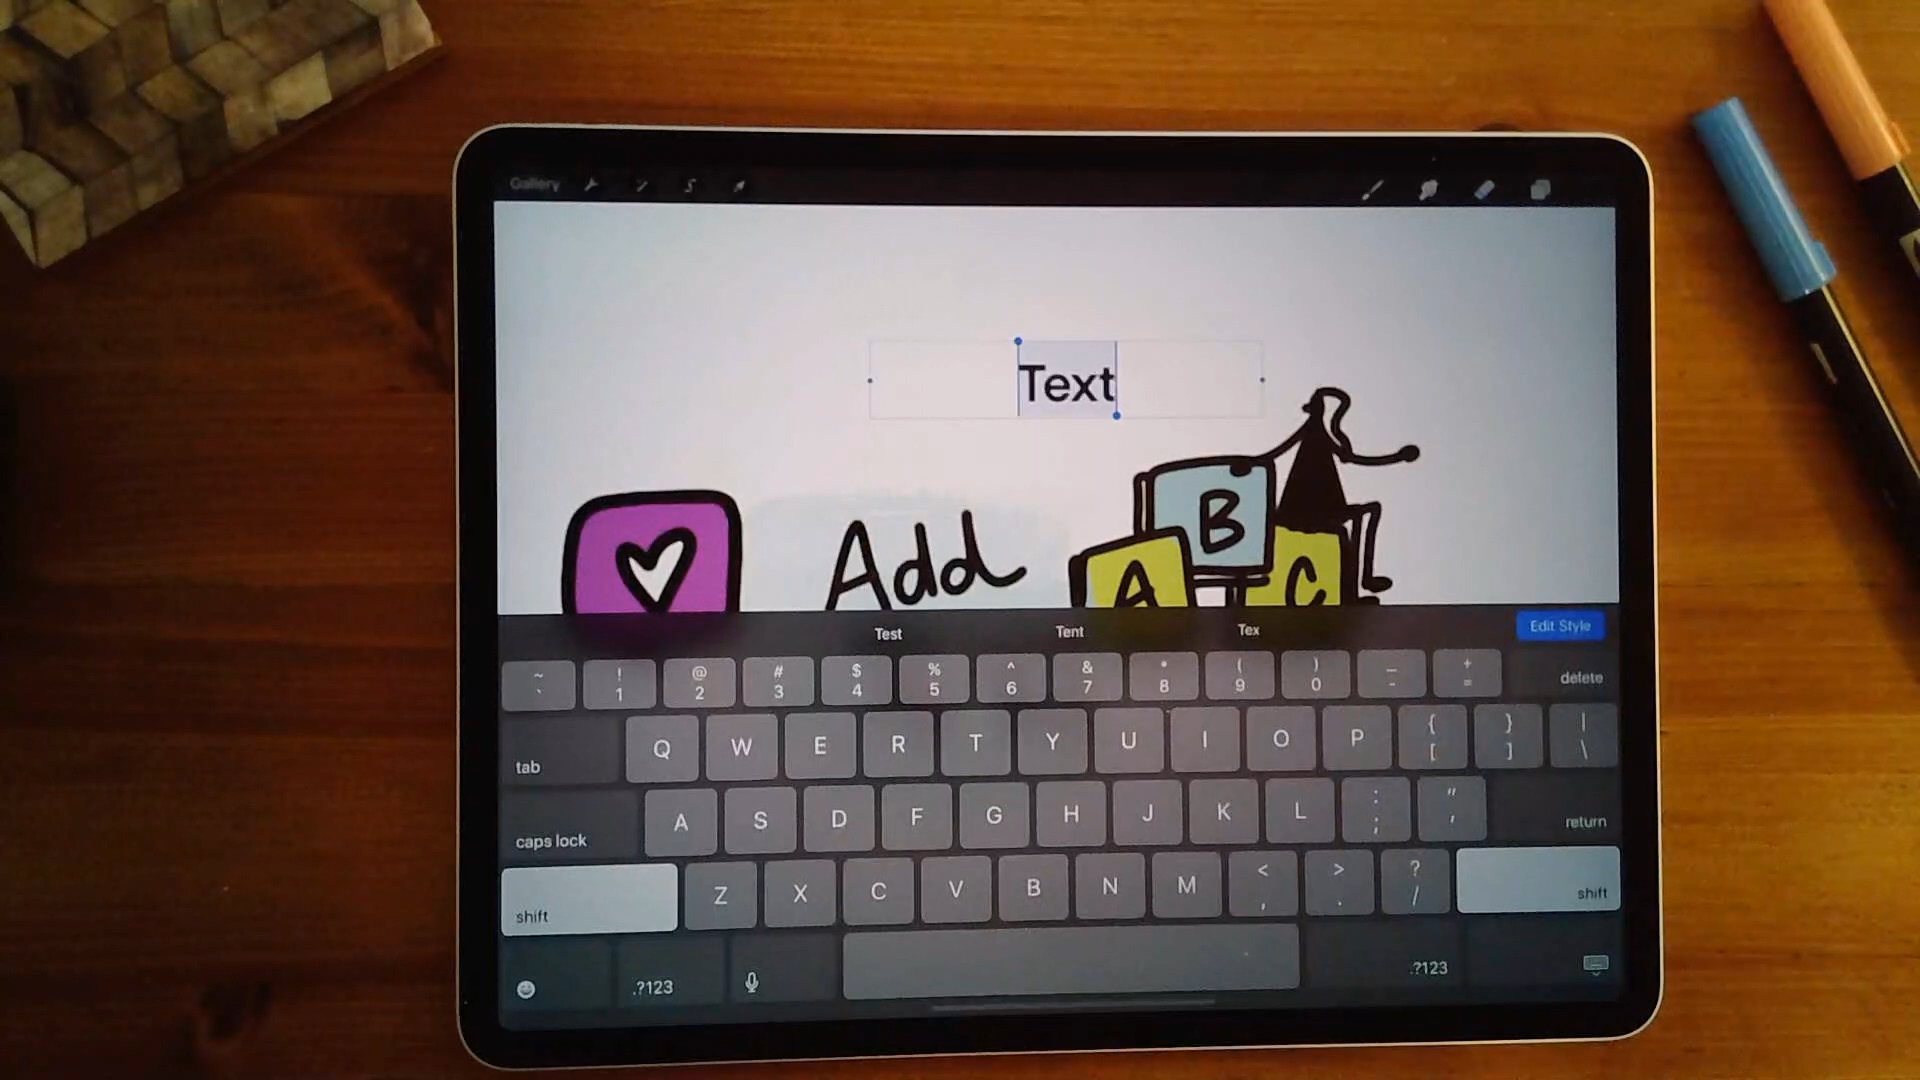 Gallery
Text
Add
B
A C
Test Tent Tex Edit Style
~ ! @ # $ % ^ & * ( ) _ +
` 1 2 3 4 5 6 7 8 9 0 - = delete
{ } |
tab Q W E R T Y U I O P [ ] \
: "
caps lock A S D F G H J K L ; ' return
< > ?
shift Z X C V B N M , . / shift
.?123 .?123